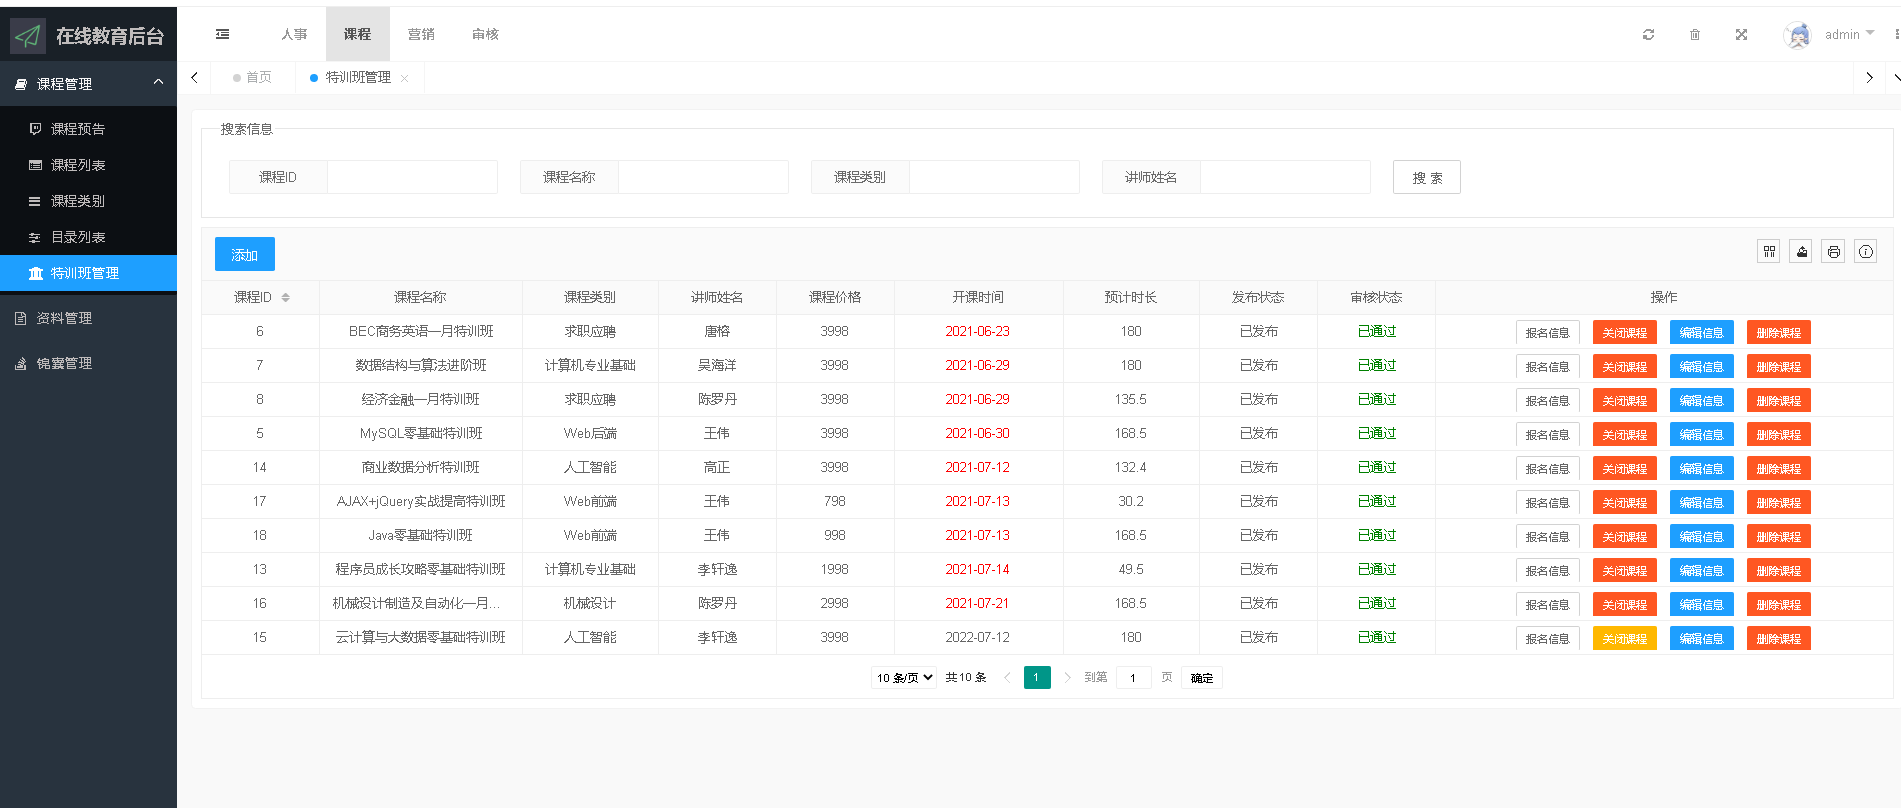 在线教育后台
人事 课程 营销 审核
admin
课程管理
课程预告
课程列表
课程类别
目录列表
特训班管理
资料管理
锦囊管理
首页 特训班管理
搜索信息
课程ID 课程名称 课程类别 讲师姓名 搜 索
添加
课程ID 课程名称 课程类别 讲师姓名 课程价格 开课时间 预计时长 发布状态 审核状态 操作
6 BEC商务英语一月特训班 求职应聘 唐榕 3998 2021-06-23 180 已发布 已通过 报名信息 关闭课程 编辑信息 删除课程
7 数据结构与算法进阶班 计算机专业基础 吴海洋 3998 2021-06-29 180 已发布 已通过 报名信息 关闭课程 编辑信息 删除课程
8 经济金融一月特训班 求职应聘 陈罗丹 3998 2021-06-29 135.5 已发布 已通过 报名信息 关闭课程 编辑信息 删除课程
5 MySQL零基础特训班 Web后端 王伟 3998 2021-06-30 168.5 已发布 已通过 报名信息 关闭课程 编辑信息 删除课程
14 商业数据分析特训班 人工智能 高正 3998 2021-07-12 132.4 已发布 已通过 报名信息 关闭课程 编辑信息 删除课程
17 AJAX+jQuery实战提高特训班 Web前端 王伟 798 2021-07-13 30.2 已发布 已通过 报名信息 关闭课程 编辑信息 删除课程
18 Java零基础特训班 Web前端 王伟 998 2021-07-13 168.5 已发布 已通过 报名信息 关闭课程 编辑信息 删除课程
13 程序员成长攻略零基础特训班 计算机专业基础 李轩逸 1998 2021-07-14 49.5 已发布 已通过 报名信息 关闭课程 编辑信息 删除课程
16 机械设计制造及自动化一月... 机械设计 陈罗丹 2998 2021-07-21 168.5 已发布 已通过 报名信息 关闭课程 编辑信息 删除课程
15 云计算与大数据零基础特训班 人工智能 李轩逸 3998 2022-07-12 180 已发布 已通过 报名信息 关闭课程 编辑信息 删除课程
10 条/页 共10 条 1 到第 1 页 确定